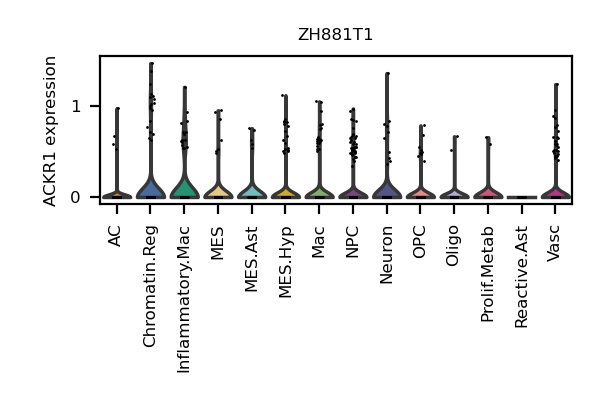 ZH881T1
ACKR1 expression
1
0
AC
Chromatin.Reg
Inflammatory.Mac
MES
MES.Ast
MES.Hyp
Mac
NPC
Neuron
OPC
Oligo
Prolif.Metab
Reactive.Ast
Vasc